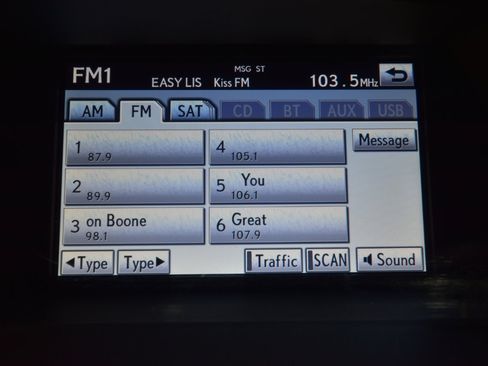 MSG ST
FM1 EASY LIS Kiss FM 103.5MHz
AM FM SAT CD BT AUX USB
1 87.9
4 105.1
Message
2 89.9
5 You 106.1
3 on Boone 98.1
6 Great 107.9
◀Type Type▶ Traffic SCAN Sound